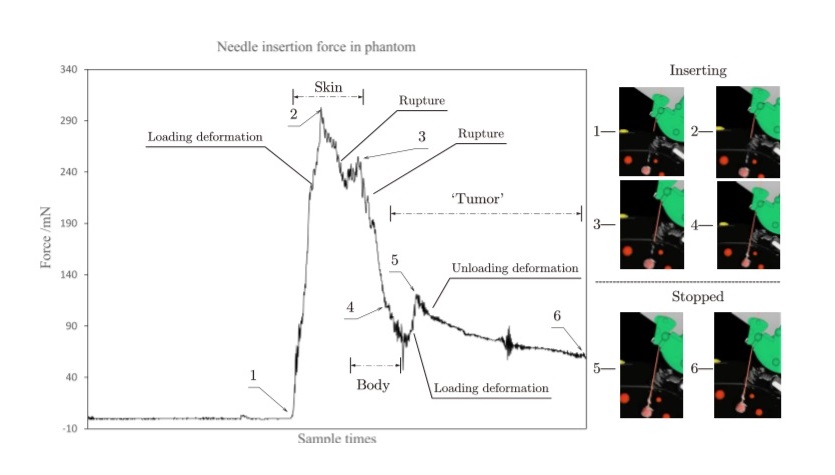 Needle insertion force in phantom
340
290
240
190
140
90
40
-10
Force /mN
Sample times
Skin
2
Rupture
Loading deformation
3
Rupture
'Tumor'
5
Unloading deformation
4
6
1
Body
Loading deformation
Inserting
1
2
3
4
Stopped
5
6